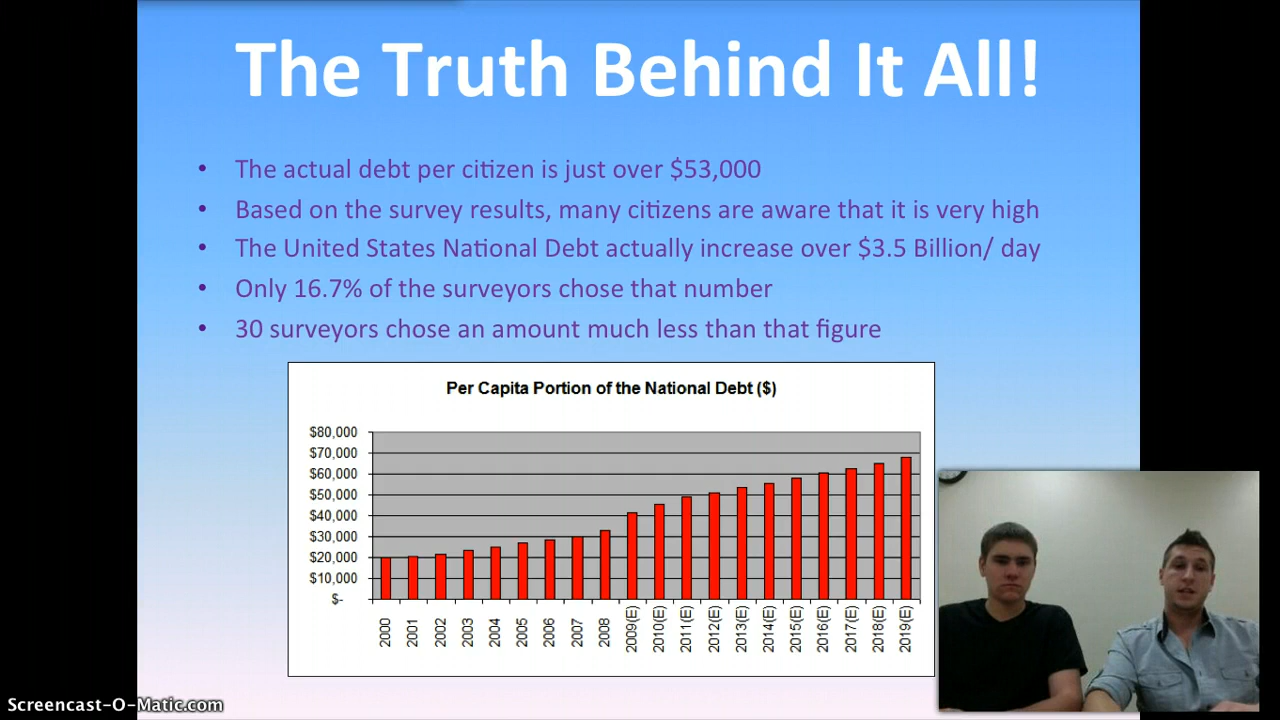 The Truth Behind It All!
• The actual debt per citizen is just over $53,000
• Based on the survey results, many citizens are aware that it is very high
• The United States National Debt actually increase over $3.5 Billion/ day
• Only 16.7% of the surveyors chose that number
• 30 surveyors chose an amount much less than that figure
Per Capita Portion of the National Debt ($)
$80,000
$70,000
$60,000
$50,000
$40,000
$30,000
$20,000
$10,000
$-
2000
2001
2002
2003
2004
2005
2006
2007
2008
2009(E)
2010(E)
2011(E)
2012(E)
2013(E)
2014(E)
2015(E)
2016(E)
2017(E)
2018(E)
2019(E)
Screencast-O-Matic.com